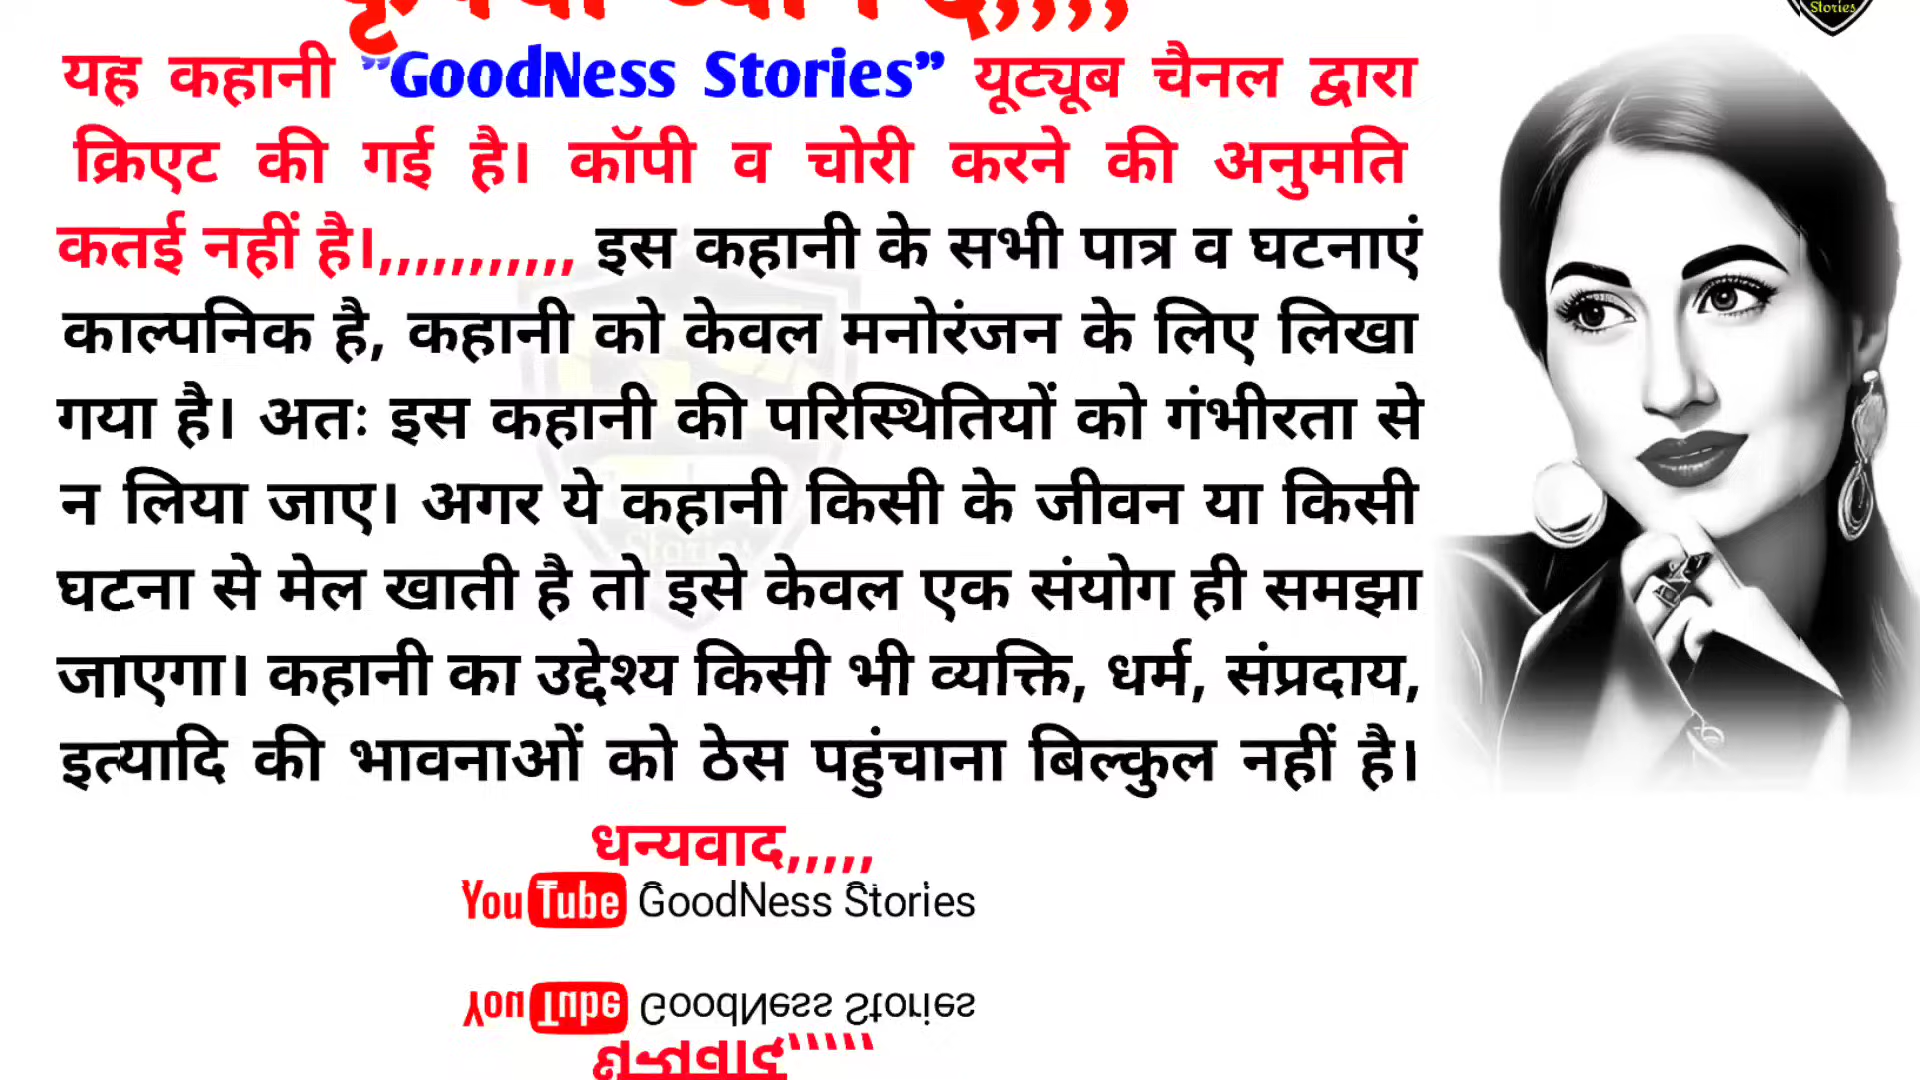 Stories
यह कहानी "GoodNess Stories" यूट्यूब चैनल द्वारा
क्रिएट की गई है। कॉपी व चोरी करने की अनुमति
कतई नहीं है।,,,,,,,,,,, इस कहानी के सभी पात्र व घटनाएं
काल्पनिक है, कहानी को केवल मनोरंजन के लिए लिखा
गया है। अतः इस कहानी की परिस्थितियों को गंभीरता से
न लिया जाए। अगर ये कहानी किसी के जीवन या किसी
घटना से मेल खाती है तो इसे केवल एक संयोग ही समझा
जाएगा। कहानी का उद्देश्य किसी भी व्यक्ति, धर्म, संप्रदाय,
इत्यादि की भावनाओं को ठेस पहुंचाना बिल्कुल नहीं है।
धन्यवाद,,,,,
YouTube GoodNess Stories
YouTube GoodNess Stories